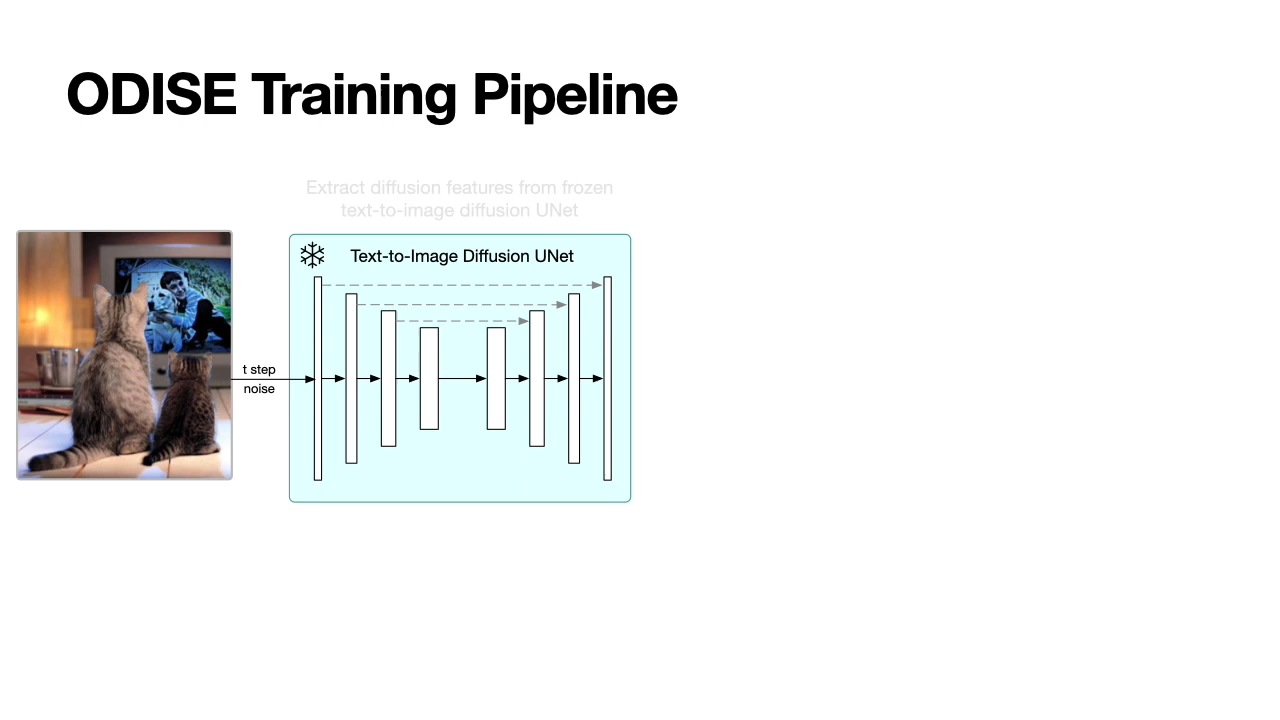 ODISE Training Pipeline
Extract diffusion features from frozen
text-to-image diffusion UNet
Text-to-Image Diffusion UNet
t step
noise